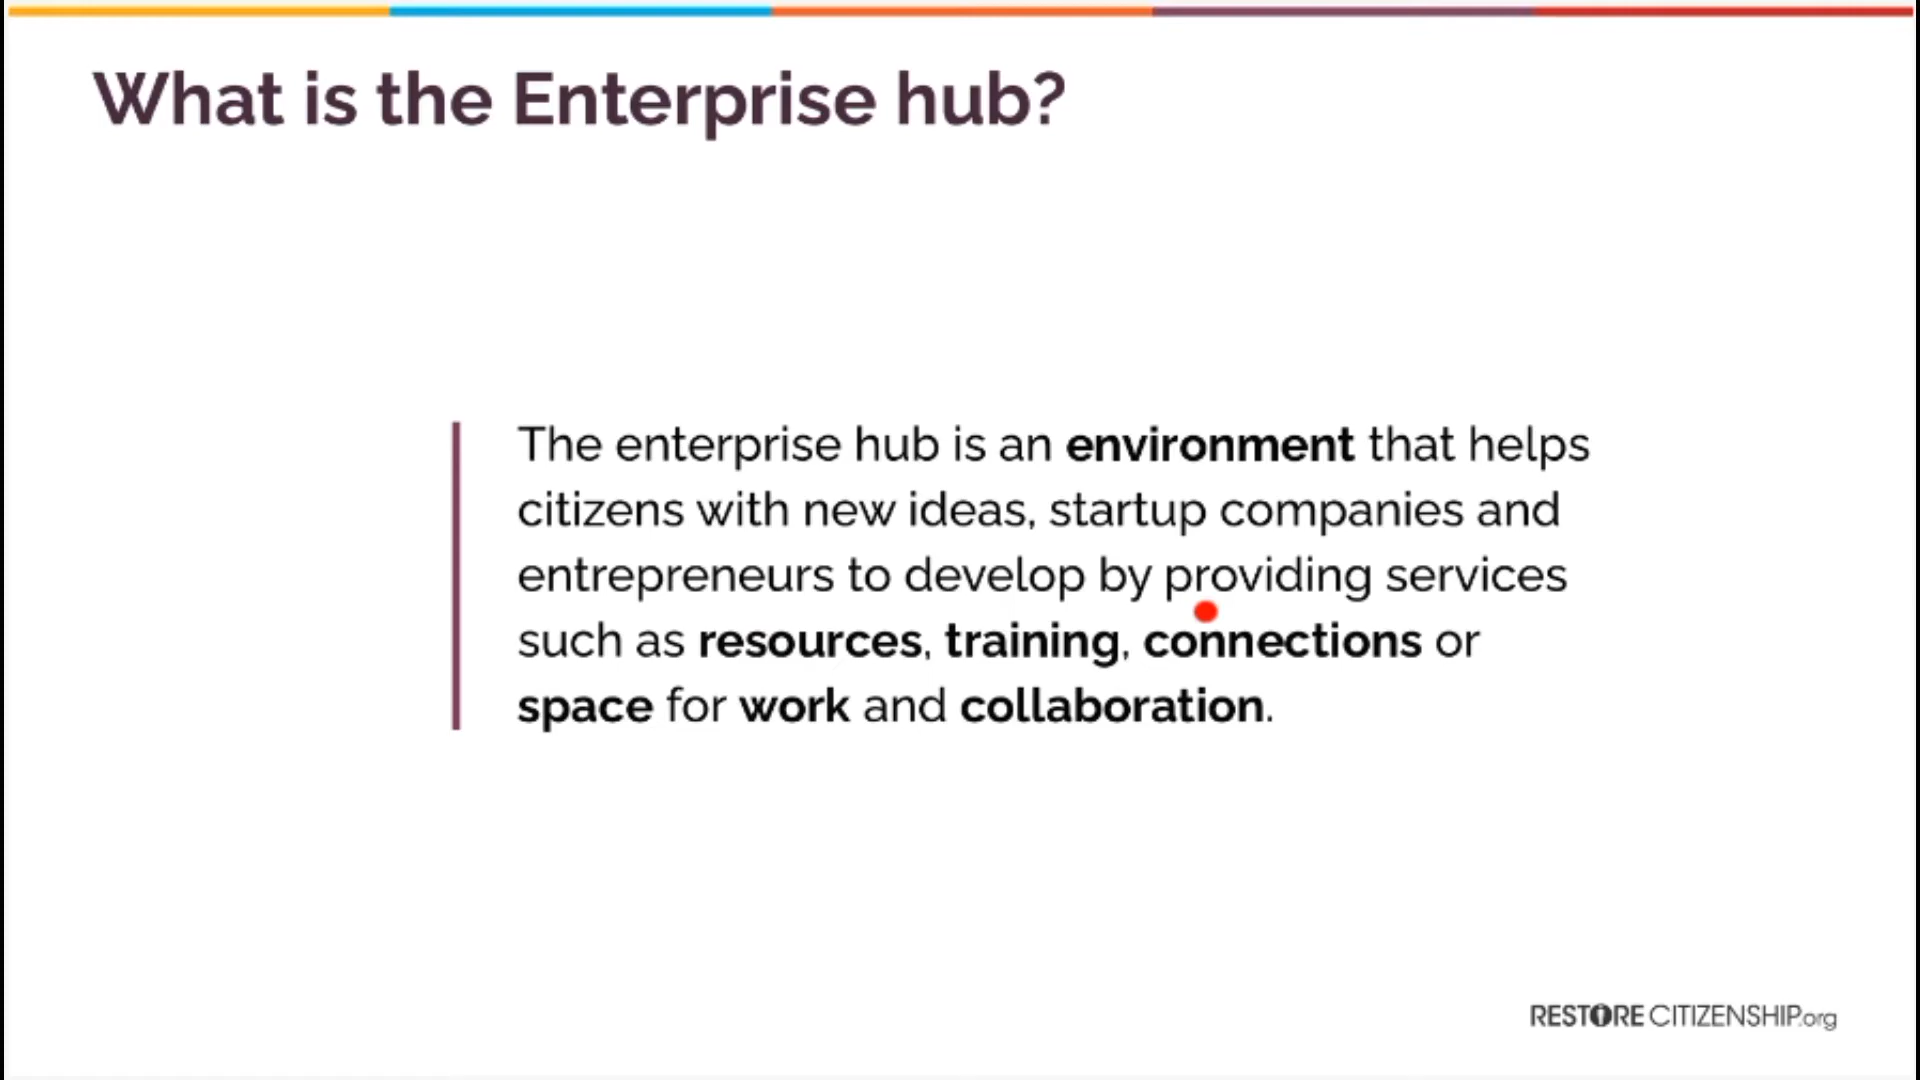 What is the Enterprise hub?
The enterprise hub is an environment that helps
citizens with new ideas, startup companies and
entrepreneurs to develop by providing services
such as resources, training, connections or
space for work and collaboration.
RESTORE CITIZENSHIP.org